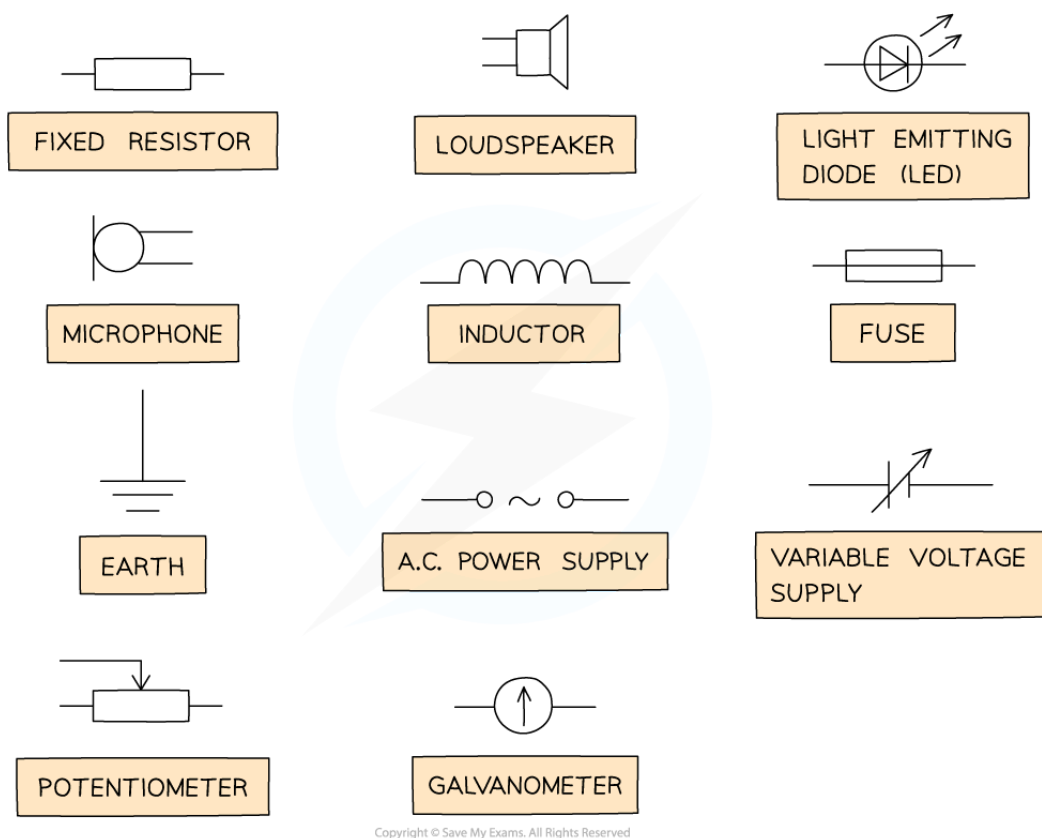 FIXED RESISTOR
LOUDSPEAKER
LIGHT EMITTING
DIODE (LED)
MICROPHONE
INDUCTOR
FUSE
EARTH
A.C. POWER SUPPLY
VARIABLE VOLTAGE
SUPPLY
POTENTIOMETER
GALVANOMETER
Copyright © Save My Exams. All Rights Reserved